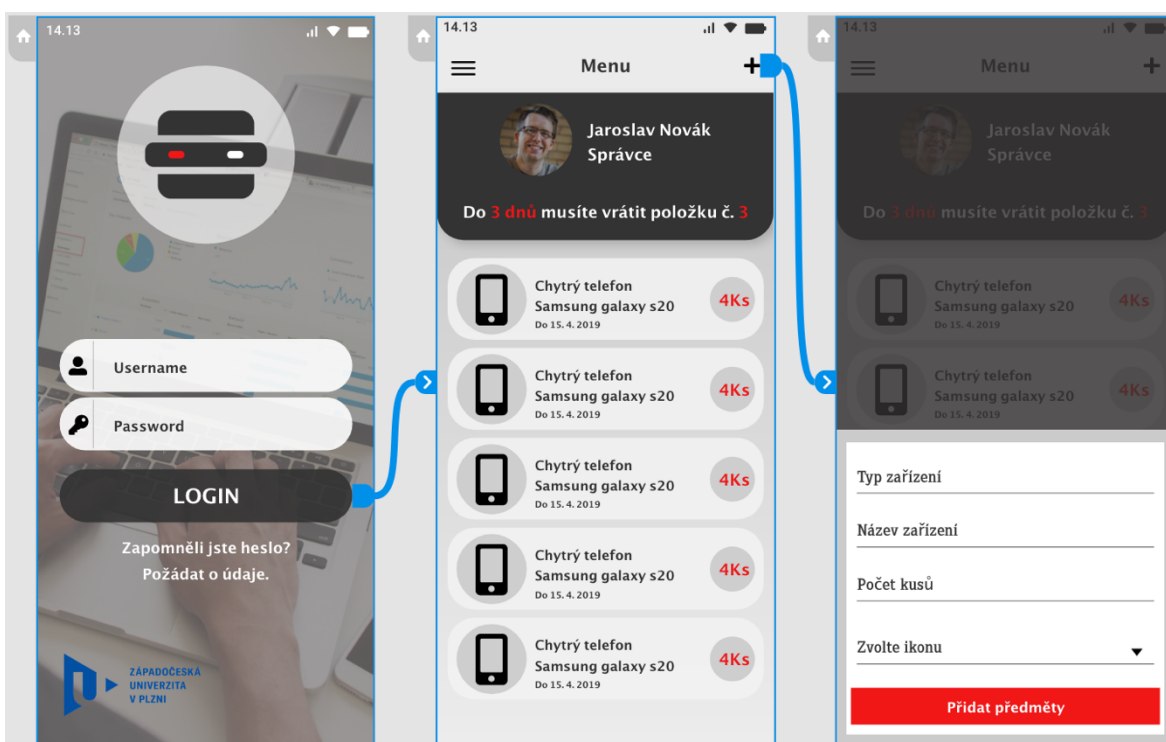 14.13
Username
Password
LOGIN
Zapomněli jste heslo?
Požádat o údaje.
ZÁPADOČESKÁ
UNIVERZITA
V PLZNI
14.13
Menu
Jaroslav Novák
Správce
Do 3 dnů musíte vrátit položku č. 3
Chytrý telefon
Samsung galaxy s20
Do 15. 4. 2019
4Ks
Chytrý telefon
Samsung galaxy s20
Do 15. 4. 2019
4Ks
Chytrý telefon
Samsung galaxy s20
Do 15. 4. 2019
4Ks
Chytrý telefon
Samsung galaxy s20
Do 15. 4. 2019
4Ks
Chytrý telefon
Samsung galaxy s20
Do 15. 4. 2019
4Ks
14.13
Menu
Jaroslav Novák
Správce
Do 3 dnů musíte vrátit položku č. 3
Chytrý telefon
Samsung galaxy s20
Do 15. 4. 2019
4Ks
Chytrý telefon
Samsung galaxy s20
Do 15. 4. 2019
4Ks
Typ zařízení
Název zařízení
Počet kusů
Zvolte ikonu
Přidat předměty